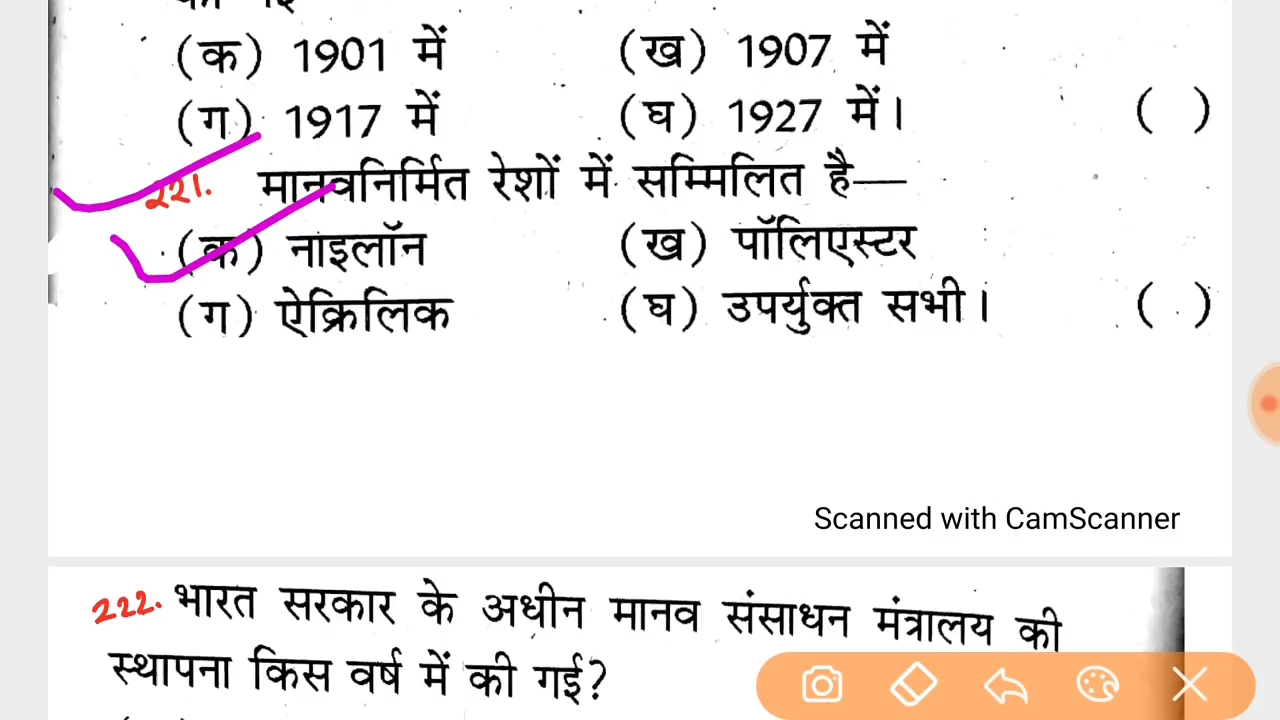 (क) 1901 में (ख) 1907 में
(ग) 1917 में (घ) 1927 में। ( )
221. मानवनिर्मित रेशों में सम्मिलित है—
(क) नाइलॉन (ख) पॉलिएस्टर
(ग) ऐक्रिलिक (घ) उपर्युक्त सभी। ( )
Scanned with CamScanner
222. भारत सरकार के अधीन मानव संसाधन मंत्रालय की
स्थापना किस वर्ष में की गई?